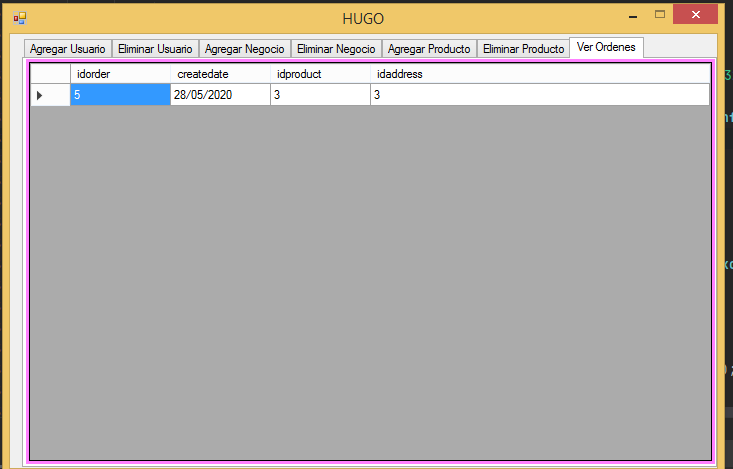 HUGO
Agregar Usuario Eliminar Usuario Agregar Negocio Eliminar Negocio Agregar Producto Eliminar Producto Ver Ordenes
idorder createdate idproduct idaddress
5 28/05/2020 3 3